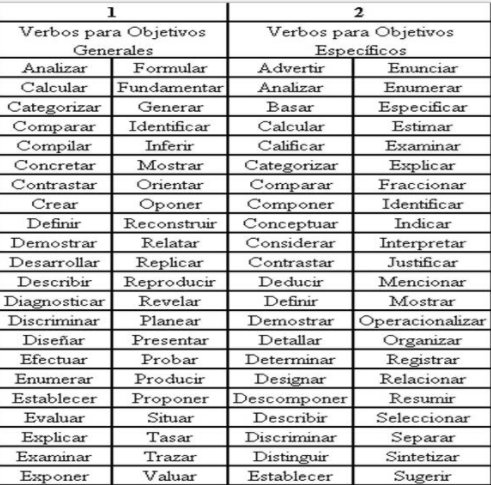 1 2
Verbos para Objetivos Generales Verbos para Objetivos Específicos
Analizar Formular Advertir Enunciar
Calcular Fundamentar Analizar Enumerar
Categorizar Generar Basar Especificar
Comparar Identificar Calcular Estimar
Compilar Inferir Calificar Examinar
Concretar Mostrar Categorizar Explicar
Contrastar Orientar Comparar Fraccionar
Crear Oponer Componer Identificar
Definir Reconstruir Conceptuar Indicar
Demostrar Relatar Considerar Interpretar
Desarrollar Replicar Contrastar Justificar
Describir Reproducir Deducir Mencionar
Diagnosticar Revelar Definir Mostrar
Discriminar Planear Demostrar Operacionalizar
Diseñar Presentar Detallar Organizar
Efectuar Probar Determinar Registrar
Enumerar Producir Designar Relacionar
Establecer Proponer Descomponer Resumir
Evaluar Situar Describir Seleccionar
Explicar Tasar Discriminar Separar
Examinar Trazar Distinguir Sintetizar
Exponer Valuar Establecer Sugerir